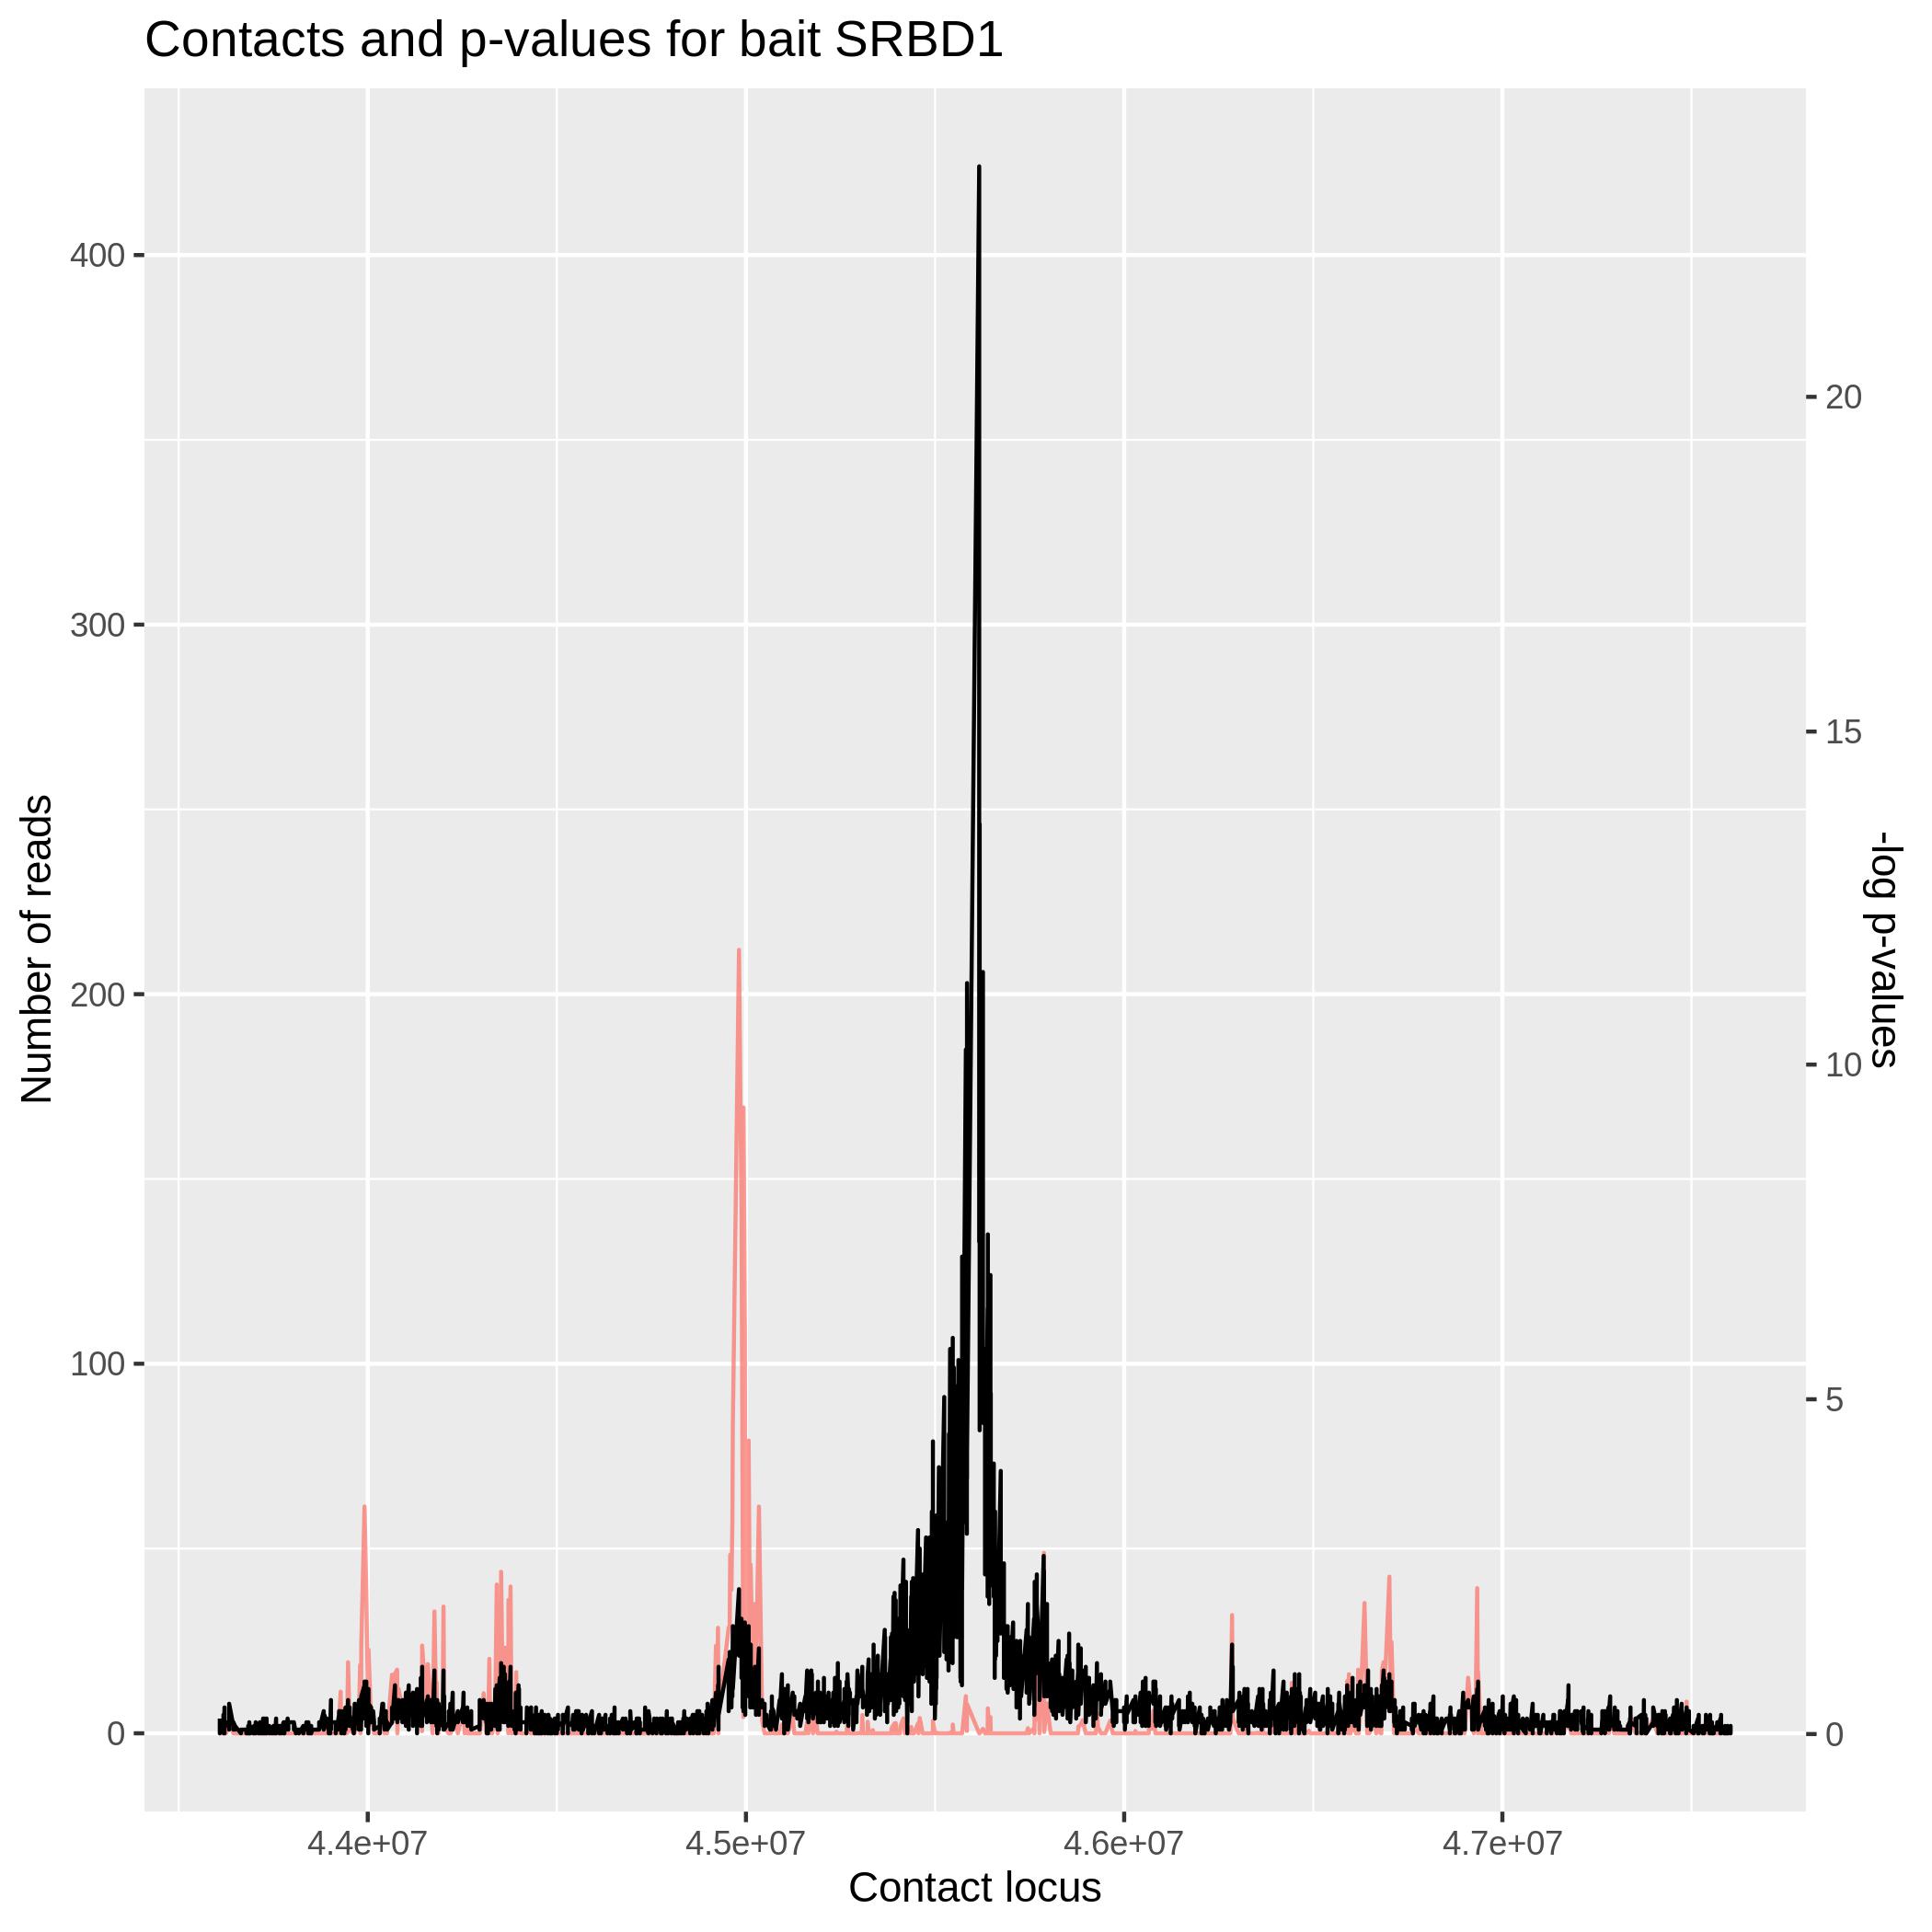 Contacts and p-values for bait SRBD1
Number of reads
400
300
200
100
0
20
15
10
5
0
-log p-values
4.4e+07
4.5e+07
4.6e+07
4.7e+07
Contact locus